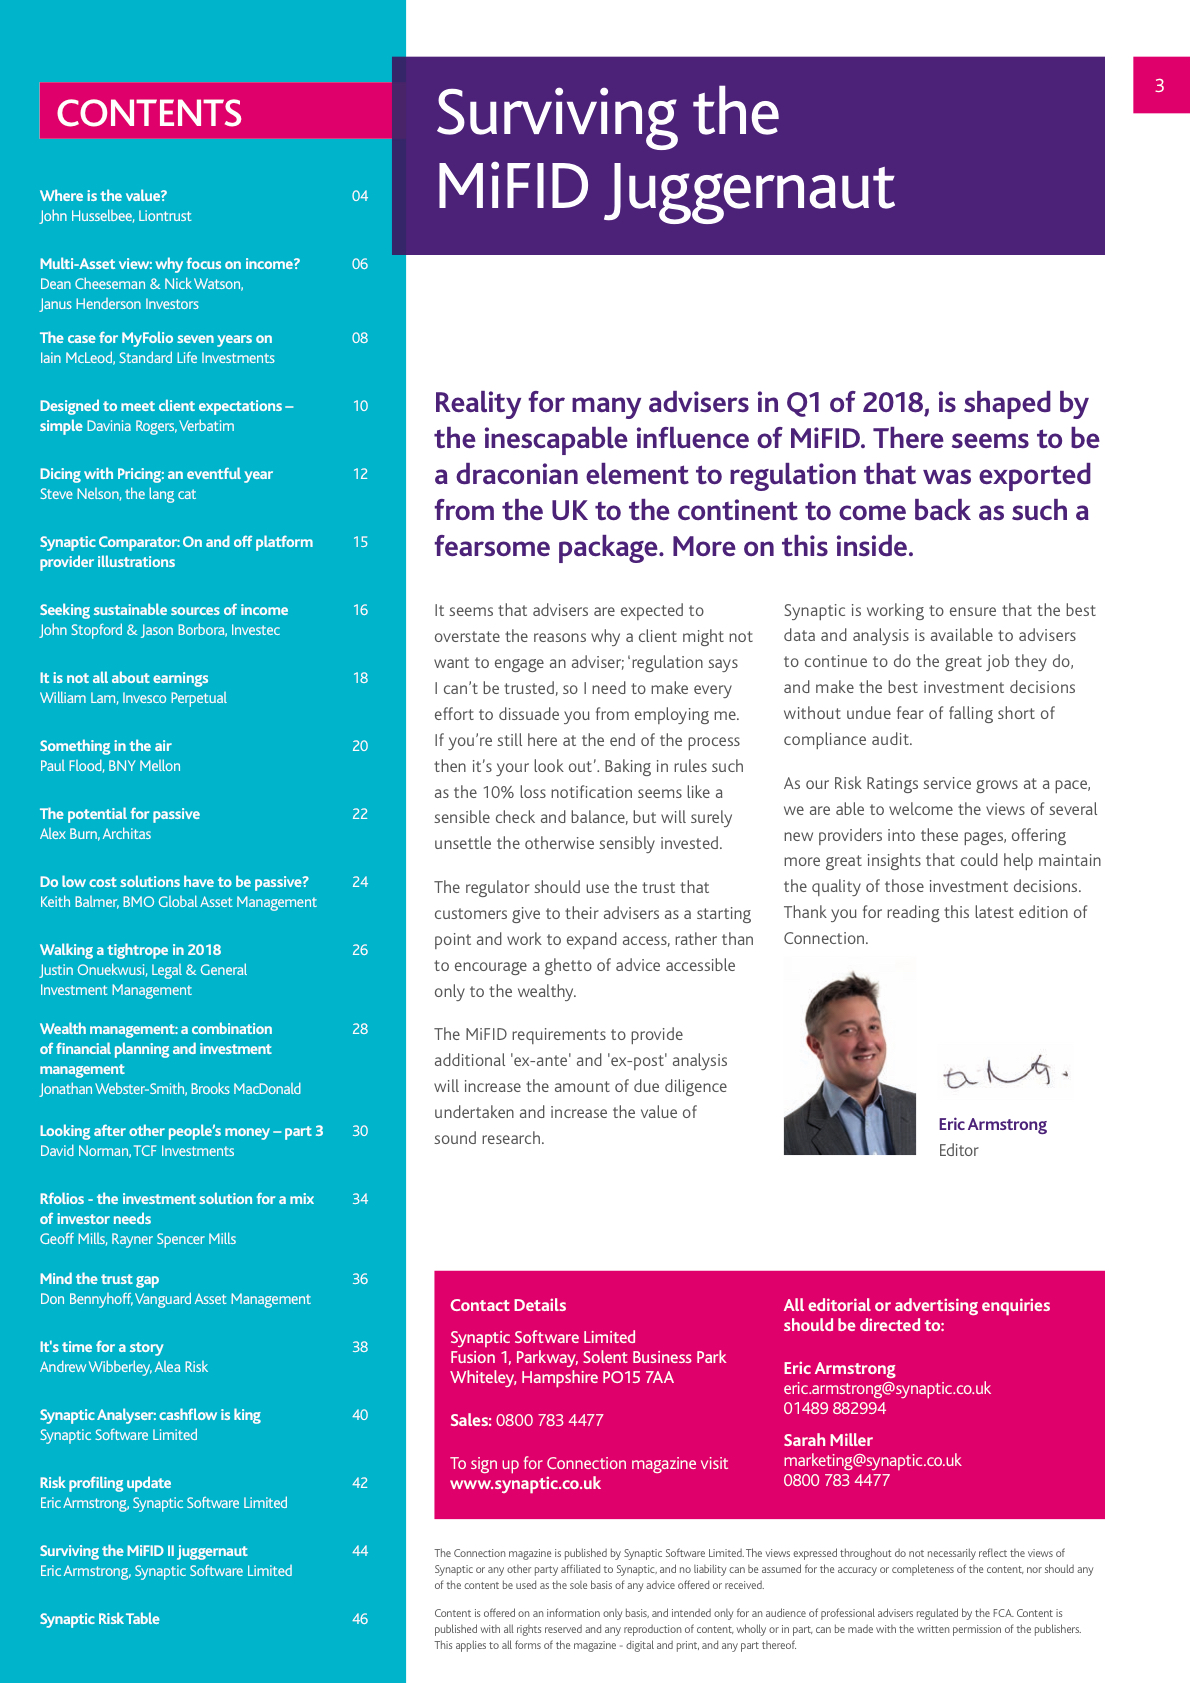 CONTENTS
Where is the value? 04
John Husselbee, Liontrust
Multi-Asset view: why focus on income? 06
Dean Cheeseman & Nick Watson,
Janus Henderson Investors
The case for MyFolio seven years on 08
Iain McLeod, Standard Life Investments
Designed to meet client expectations – 10
simple Davinia Rogers, Verbatim
Dicing with Pricing: an eventful year 12
Steve Nelson, the lang cat
Synaptic Comparator: On and off platform 15
provider illustrations
Seeking sustainable sources of income 16
John Stopford & Jason Borbora, Investec
It is not all about earnings 18
William Lam, Invesco Perpetual
Something in the air 20
Paul Flood, BNY Mellon
The potential for passive 22
Alex Burn, Architas
Do low cost solutions have to be passive? 24
Keith Balmer, BMO Global Asset Management
Walking a tightrope in 2018 26
Justin Onuekwusi, Legal & General
Investment Management
Wealth management: a combination 28
of financial planning and investment
management
Jonathan Webster-Smith, Brooks MacDonald
Looking after other people's money – part 3 30
David Norman, TCF Investments
Rfolios - the investment solution for a mix 34
of investor needs
Geoff Mills, Rayner Spencer Mills
Mind the trust gap 36
Don Bennyhoff, Vanguard Asset Management
It's time for a story 38
Andrew Wibberley, Alea Risk
Synaptic Analyser: cashflow is king 40
Synaptic Software Limited
Risk profiling update 42
Eric Armstrong, Synaptic Software Limited
Surviving the MiFID II juggernaut 44
Eric Armstrong, Synaptic Software Limited
Synaptic Risk Table 46
Surviving the
MiFID Juggernaut
3
Reality for many advisers in Q1 of 2018, is shaped by
the inescapable influence of MiFID. There seems to be
a draconian element to regulation that was exported
from the UK to the continent to come back as such a
fearsome package. More on this inside.
It seems that advisers are expected to
overstate the reasons why a client might not
want to engage an adviser; 'regulation says
I can't be trusted, so I need to make every
effort to dissuade you from employing me.
If you're still here at the end of the process
then it's your look out'. Baking in rules such
as the 10% loss notification seems like a
sensible check and balance, but will surely
unsettle the otherwise sensibly invested.
The regulator should use the trust that
customers give to their advisers as a starting
point and work to expand access, rather than
to encourage a ghetto of advice accessible
only to the wealthy.
The MiFID requirements to provide
additional 'ex-ante' and 'ex-post' analysis
will increase the amount of due diligence
undertaken and increase the value of
sound research.
Synaptic is working to ensure that the best
data and analysis is available to advisers
to continue to do the great job they do,
and make the best investment decisions
without undue fear of falling short of
compliance audit.
As our Risk Ratings service grows at a pace,
we are able to welcome the views of several
new providers into these pages, offering
more great insights that could help maintain
the quality of those investment decisions.
Thank you for reading this latest edition of
Connection.
Eric Armstrong
Editor
Contact Details
Synaptic Software Limited
Fusion 1, Parkway, Solent Business Park
Whiteley, Hampshire PO15 7AA
Sales: 0800 783 4477
To sign up for Connection magazine visit
www.synaptic.co.uk
All editorial or advertising enquiries
should be directed to:
Eric Armstrong
eric.armstrong@synaptic.co.uk
01489 882994
Sarah Miller
marketing@synaptic.co.uk
0800 783 4477
The Connection magazine is published by Synaptic Software Limited. The views expressed throughout do not necessarily reflect the views of
Synaptic or any other party affiliated to Synaptic, and no liability can be assumed for the accuracy or completeness of the content, nor should any
of the content be used as the sole basis of any advice offered or received.
Content is offered on an information only basis, and intended only for an audience of professional advisers regulated by the FCA. Content is
published with all rights reserved and any reproduction of content, wholly or in part, can be made with the written permission of the publishers.
This applies to all forms of the magazine - digital and print, and any part thereof.